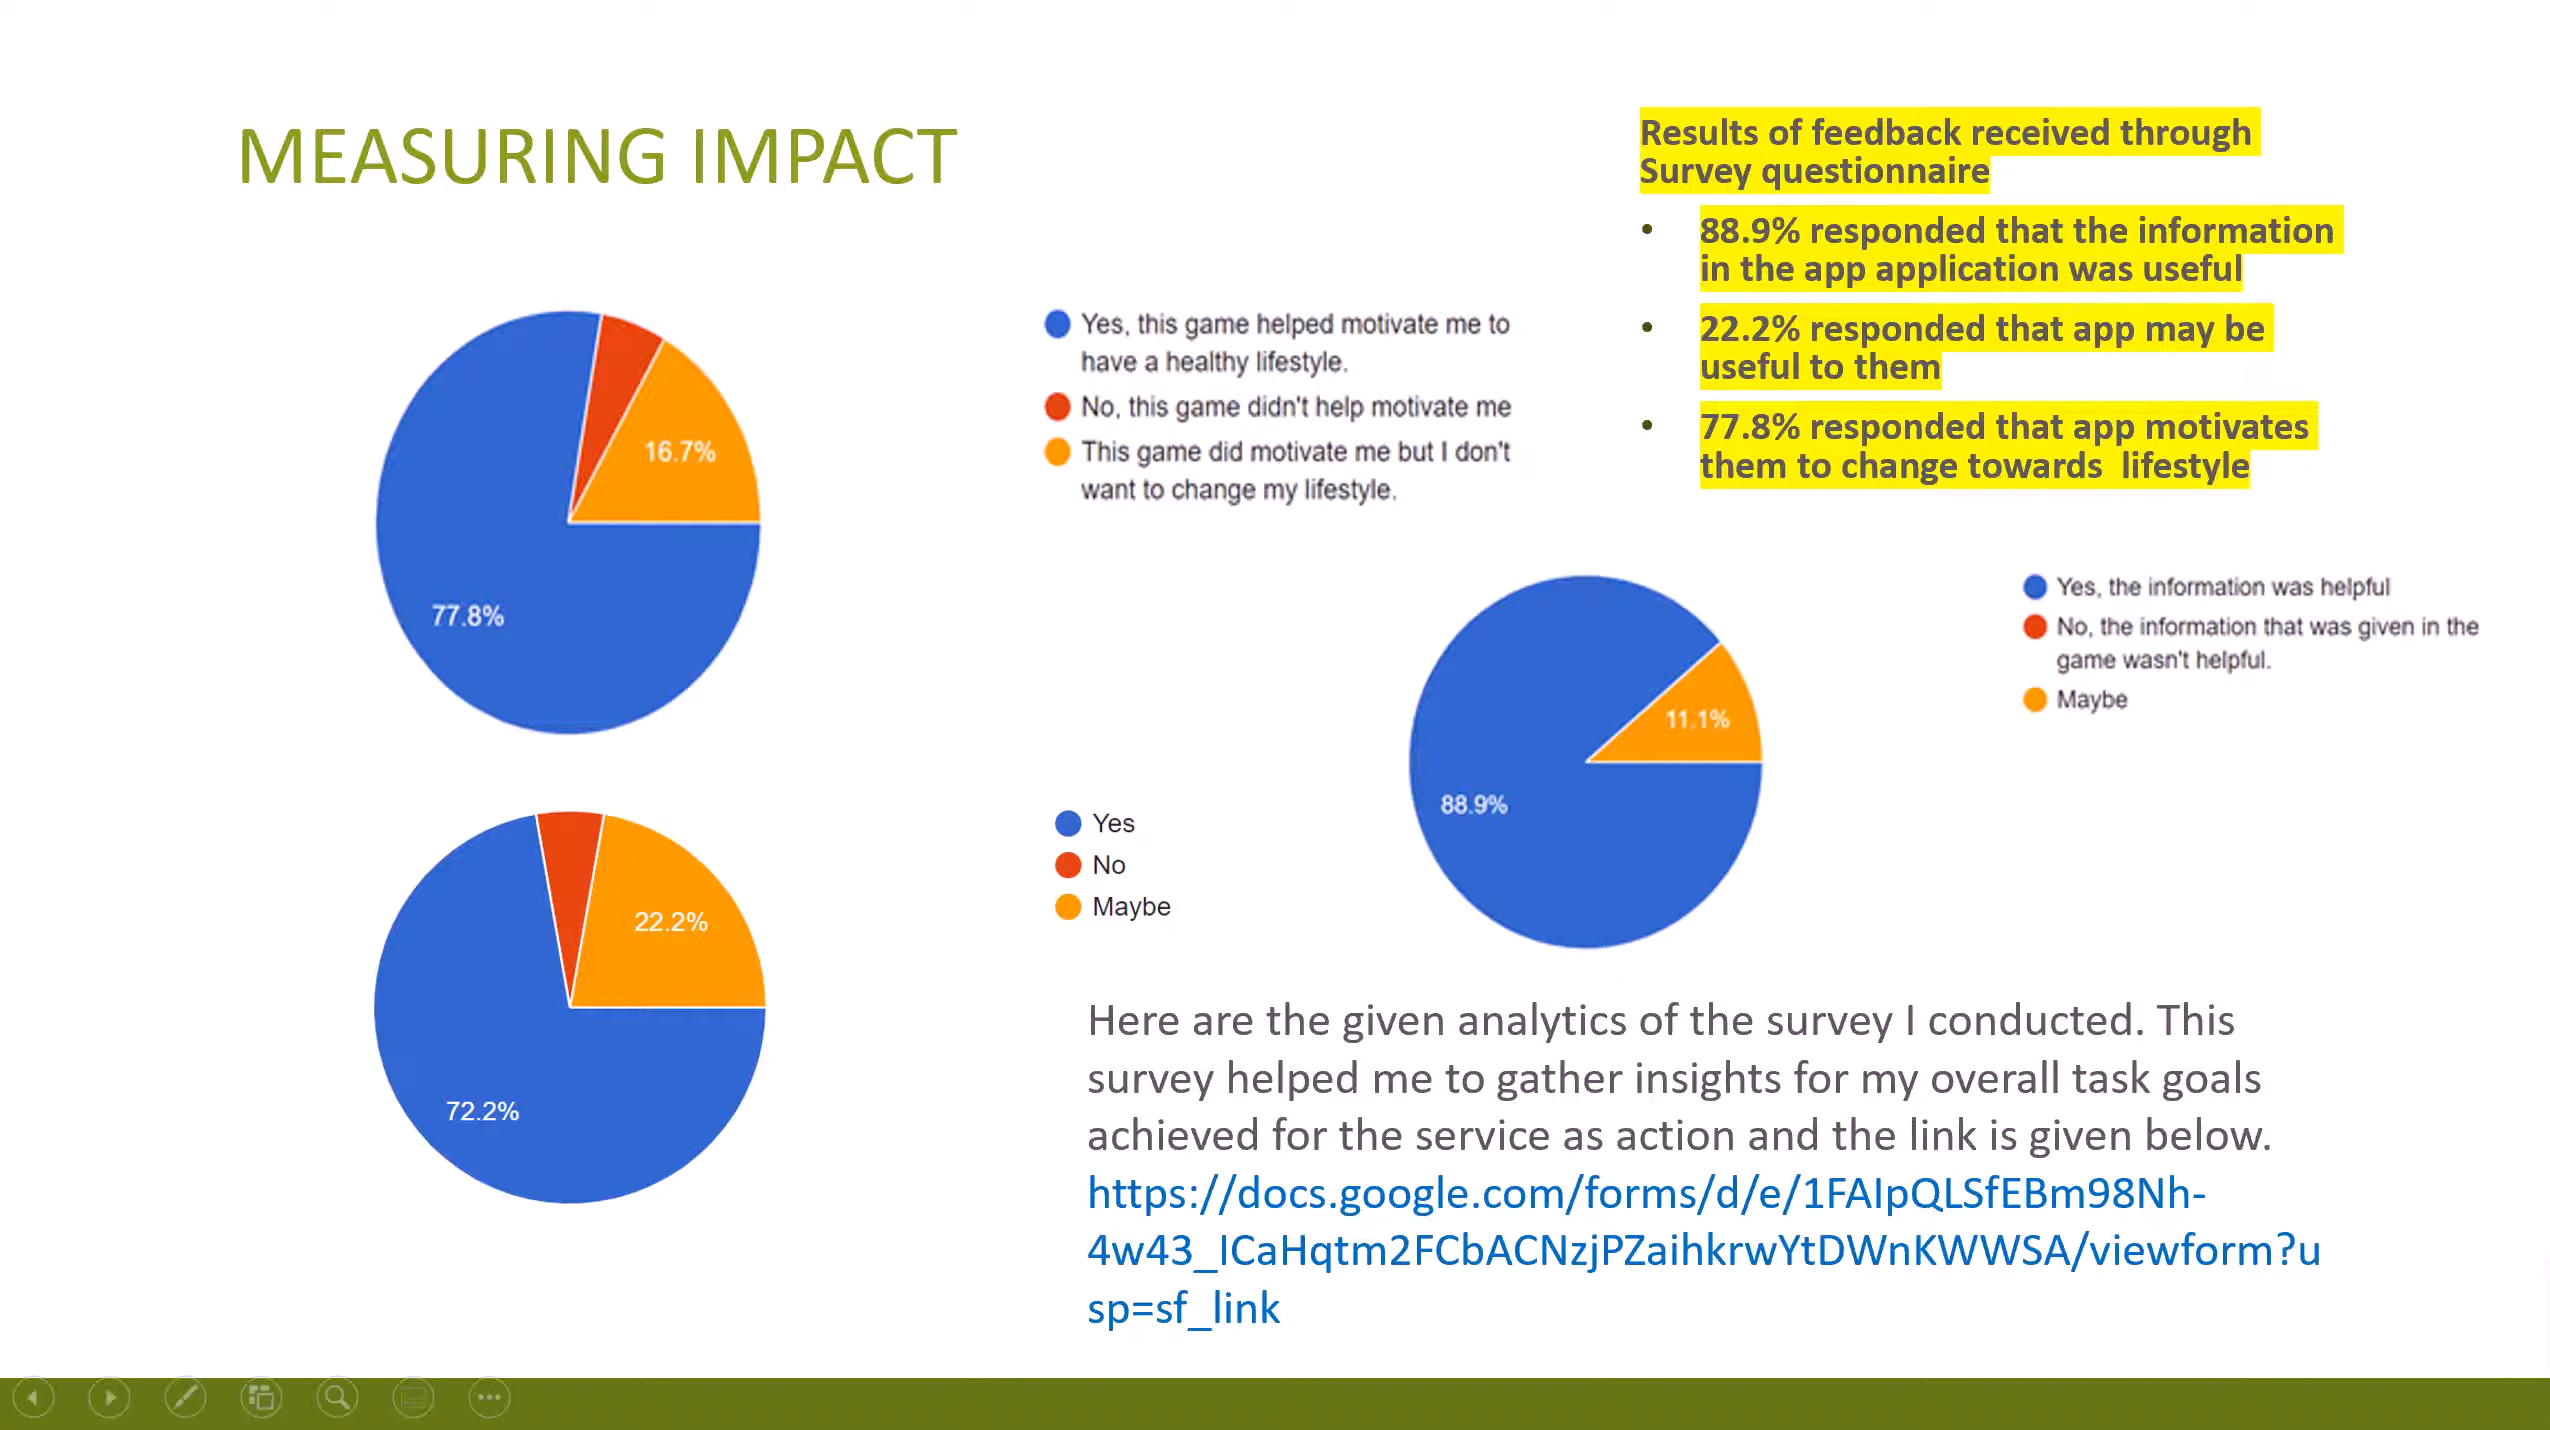 MEASURING IMPACT
Results of feedback received through
Survey questionnaire
• 88.9% responded that the information
in the app application was useful
• 22.2% responded that app may be
useful to them
• 77.8% responded that app motivates
them to change towards  lifestyle
16.7%
77.8%
Yes, this game helped motivate me to
have a healthy lifestyle.
No, this game didn't help motivate me
This game did motivate me but I don't
want to change my lifestyle.
11.1%
88.9%
Yes, the information was helpful
No, the information that was given in the
game wasn't helpful.
Maybe
22.2%
72.2%
Yes
No
Maybe
Here are the given analytics of the survey I conducted. This
survey helped me to gather insights for my overall task goals
achieved for the service as action and the link is given below.
https://docs.google.com/forms/d/e/1FAIpQLSfEBm98Nh-
4w43_ICaHqtm2FCbACNzjPZaihkrwYtDWnKWWSA/viewform?u
sp=sf_link